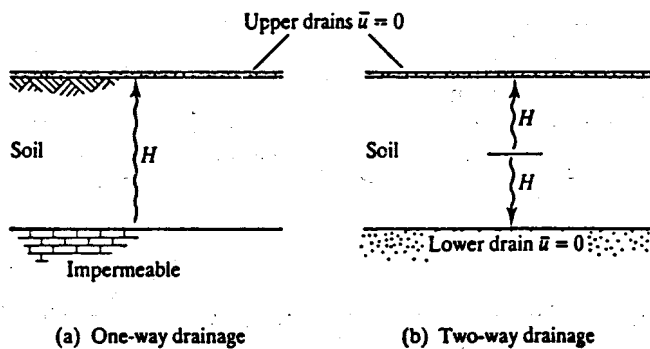 Upper drains ū = 0
Soil
H
Impermeable
(a) One-way drainage
Soil
H
H
Lower drain ū = 0
(b) Two-way drainage